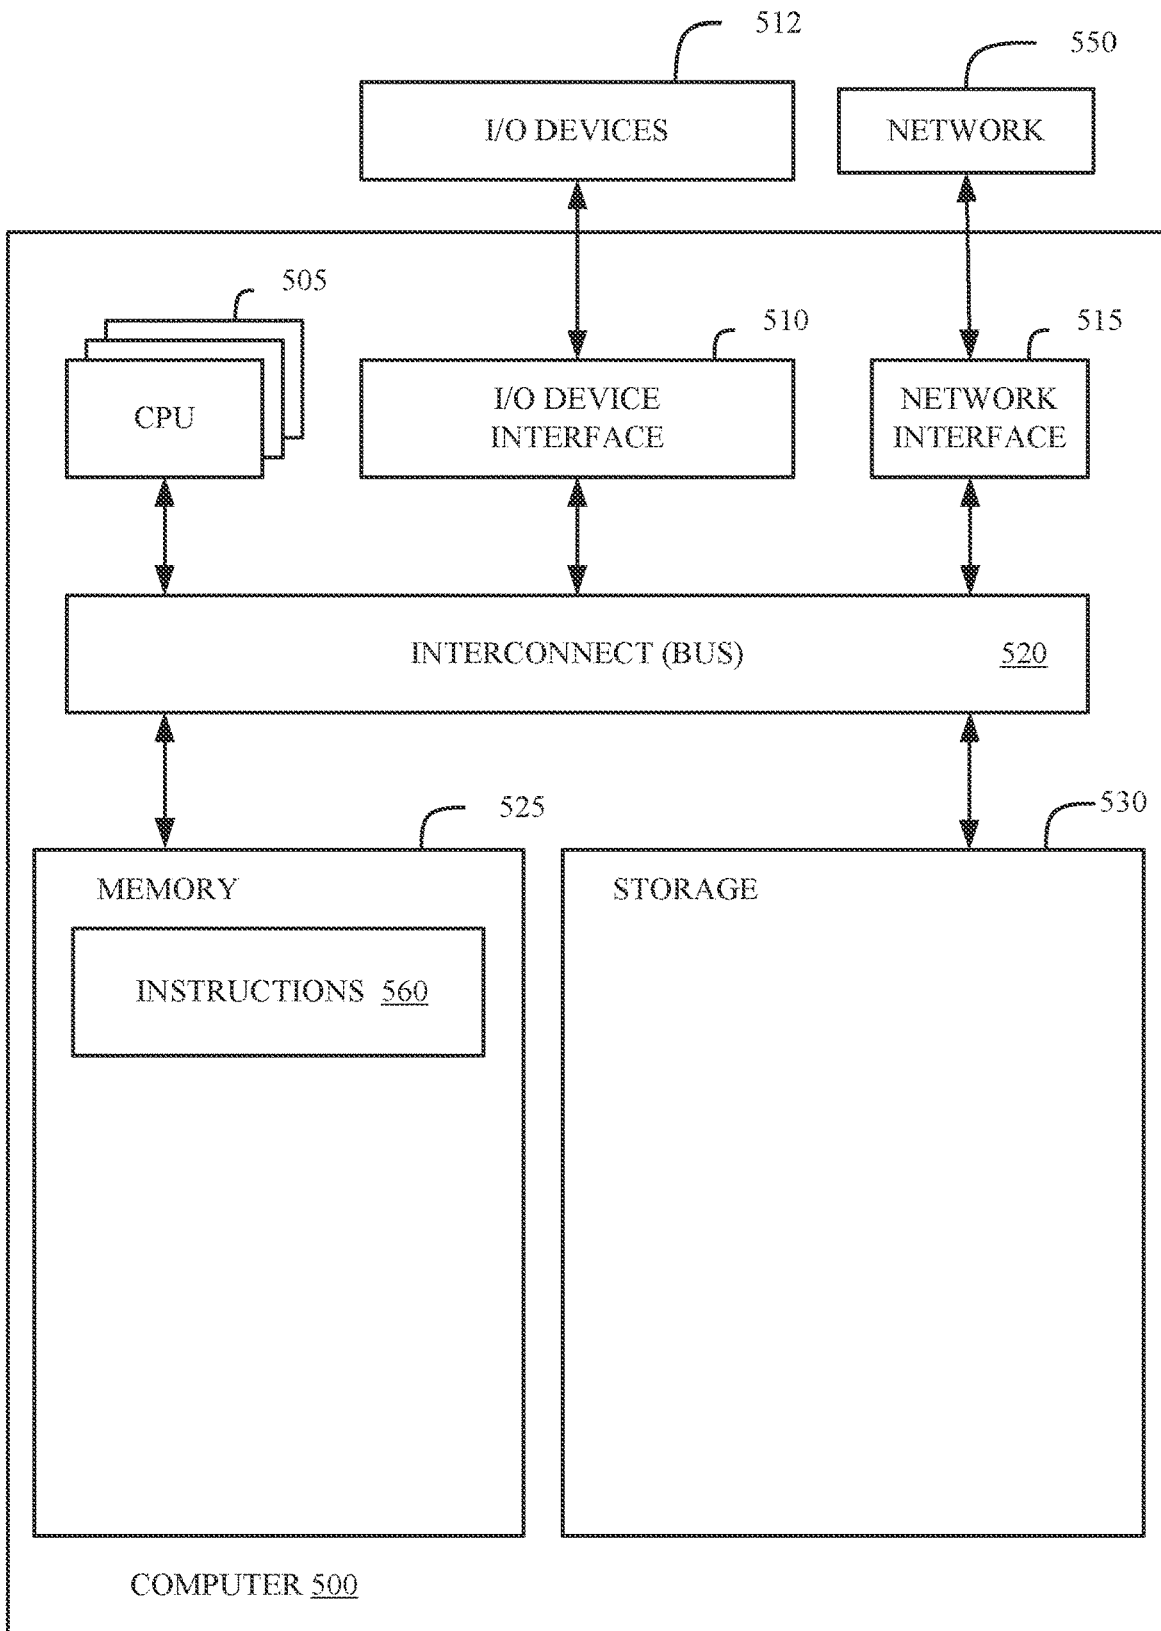 512
550
I/O DEVICES
NETWORK
505
510
515
CPU
I/O DEVICE
INTERFACE
NETWORK
INTERFACE
INTERCONNECT (BUS) 520
525
530
MEMORY
STORAGE
INSTRUCTIONS 560
COMPUTER 500